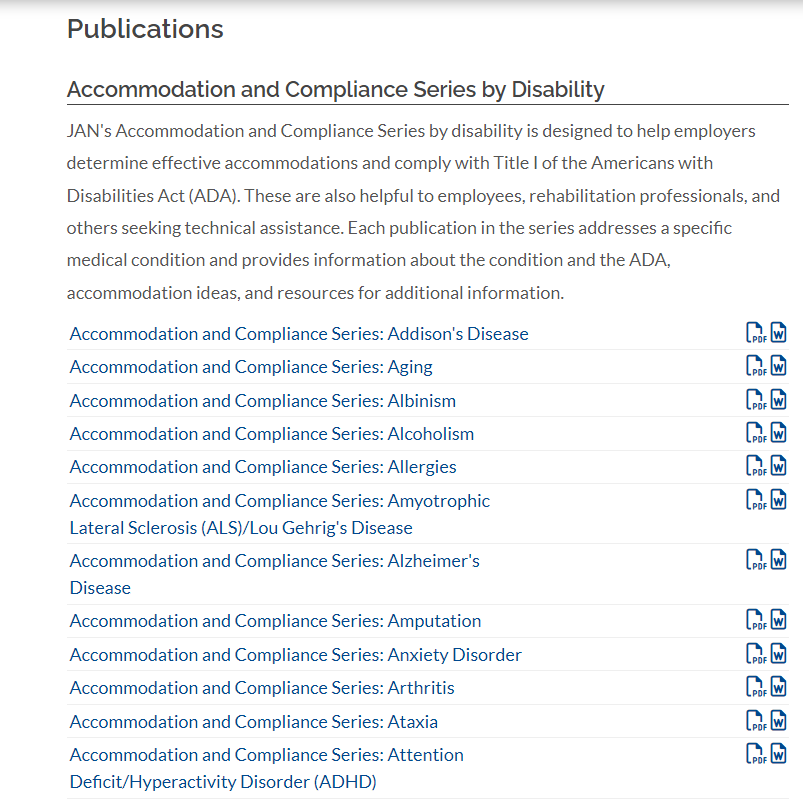 Publications
Accommodation and Compliance Series by Disability
JAN's Accommodation and Compliance Series by disability is designed to help employers
determine effective accommodations and comply with Title I of the Americans with
Disabilities Act (ADA). These are also helpful to employees, rehabilitation professionals, and
others seeking technical assistance. Each publication in the series addresses a specific
medical condition and provides information about the condition and the ADA,
accommodation ideas, and resources for additional information.
Accommodation and Compliance Series: Addison's Disease PDF W
Accommodation and Compliance Series: Aging PDF W
Accommodation and Compliance Series: Albinism PDF W
Accommodation and Compliance Series: Alcoholism PDF W
Accommodation and Compliance Series: Allergies PDF W
Accommodation and Compliance Series: Amyotrophic PDF W
Lateral Sclerosis (ALS)/Lou Gehrig's Disease
Accommodation and Compliance Series: Alzheimer's PDF W
Disease
Accommodation and Compliance Series: Amputation PDF W
Accommodation and Compliance Series: Anxiety Disorder PDF W
Accommodation and Compliance Series: Arthritis PDF W
Accommodation and Compliance Series: Ataxia PDF W
Accommodation and Compliance Series: Attention PDF W
Deficit/Hyperactivity Disorder (ADHD)